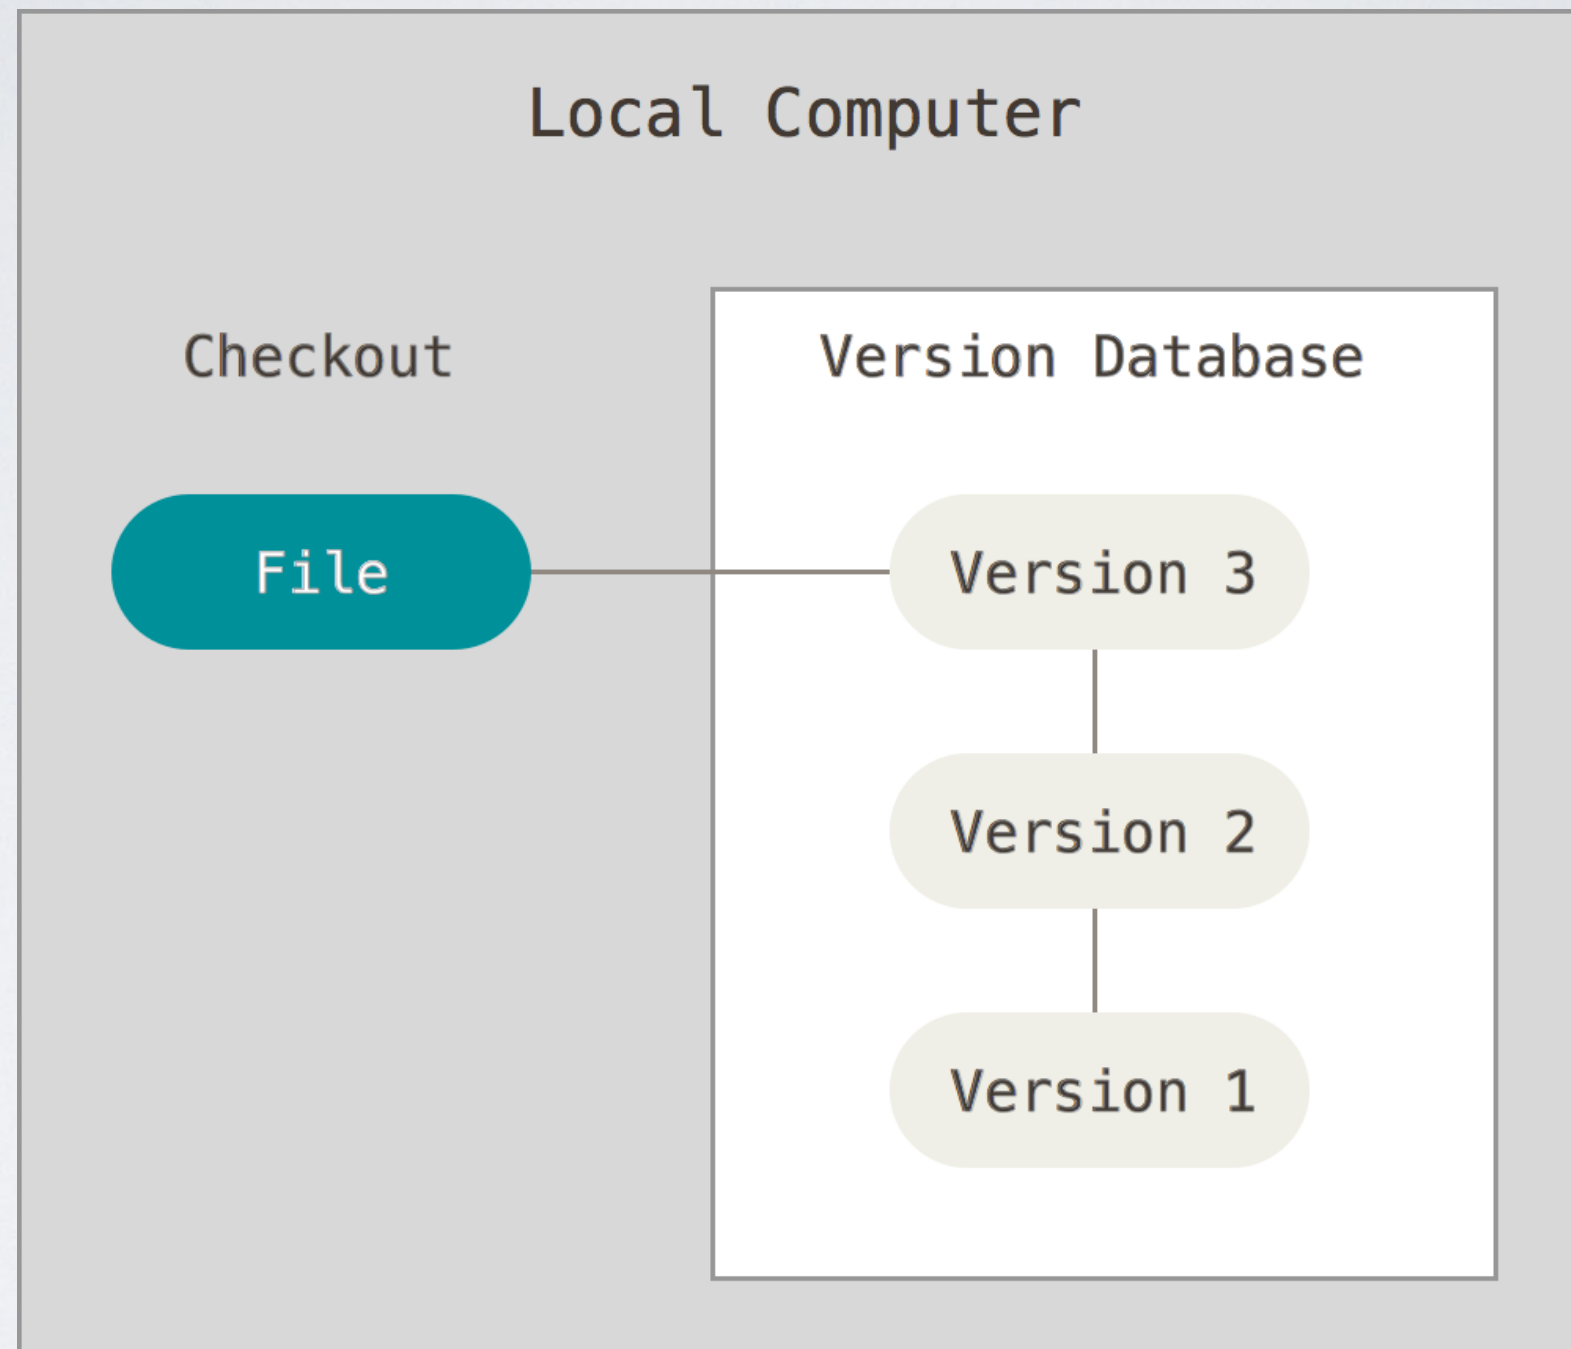 Local Computer
Checkout
Version Database
File
Version 3
Version 2
Version 1